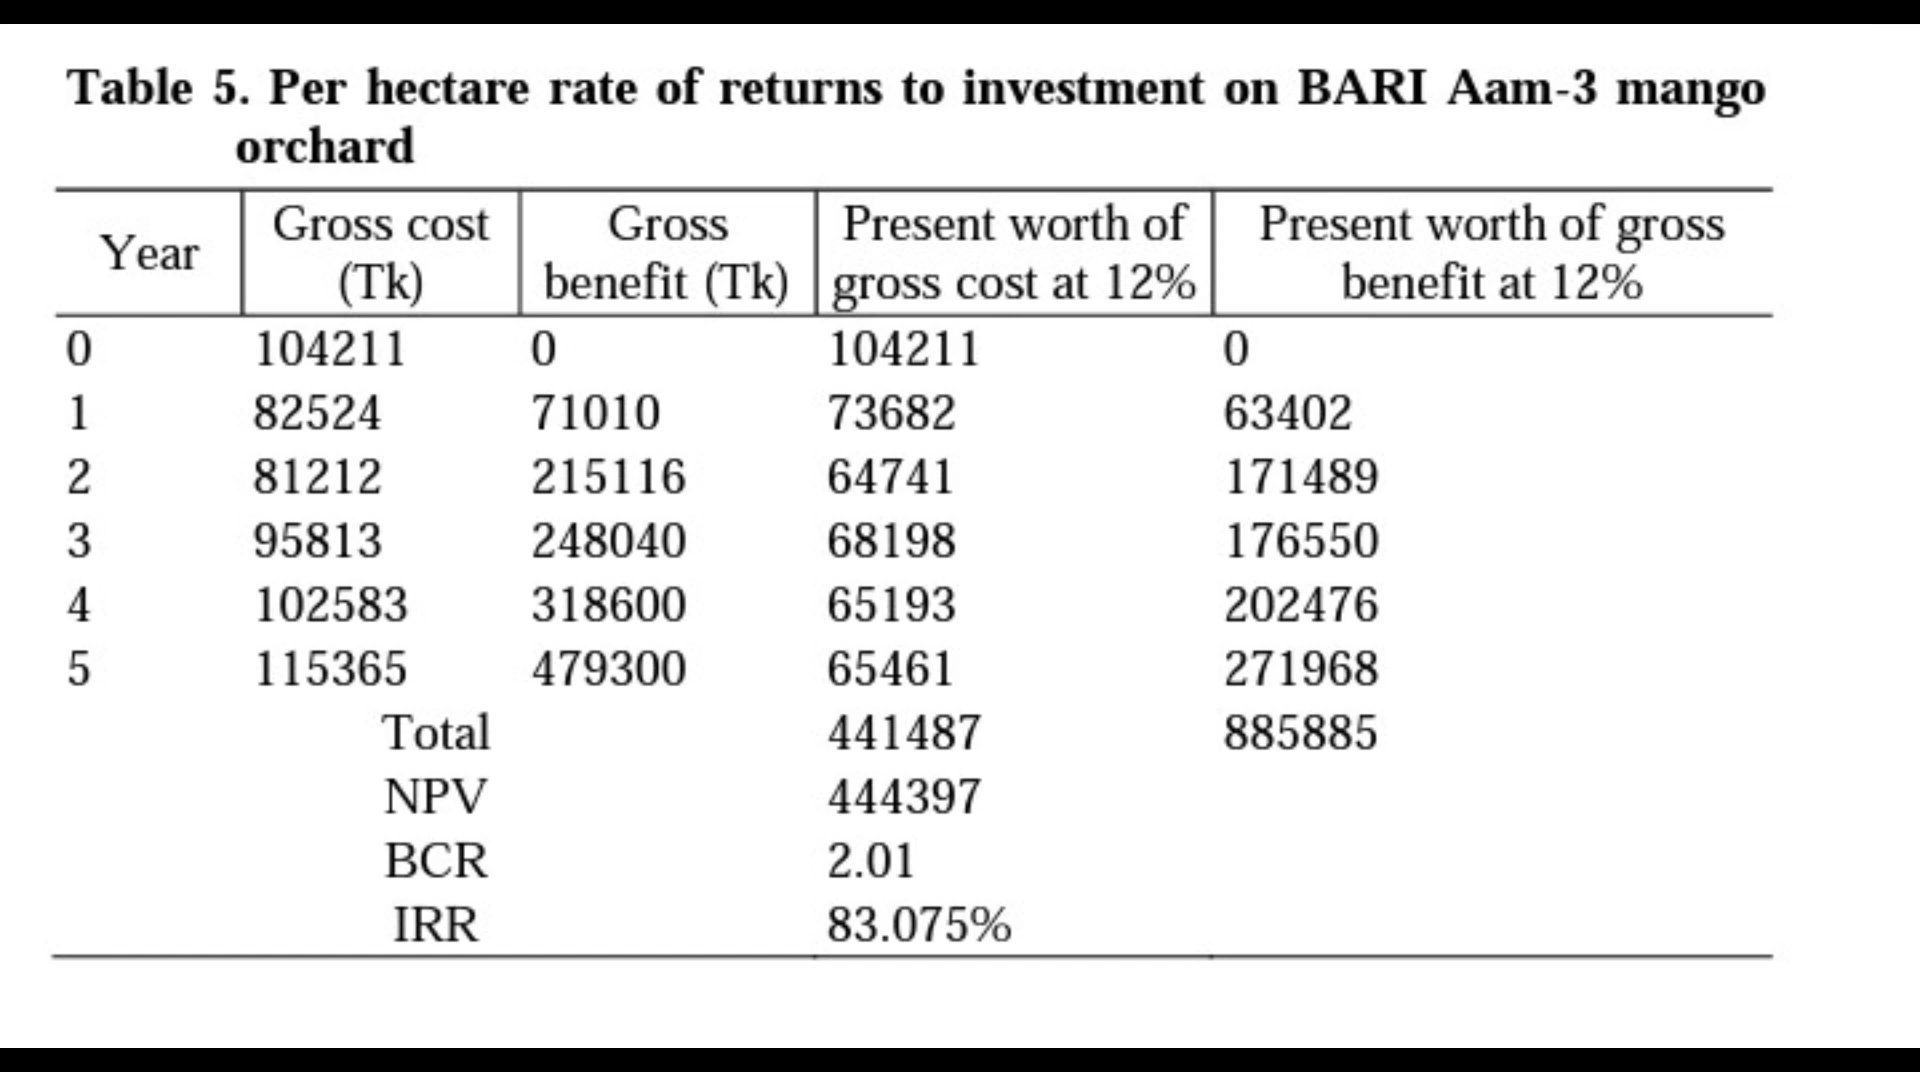 Table 5. Per hectare rate of returns to investment on BARI Aam-3 mango
orchard
Year | Gross cost (Tk) | Gross benefit (Tk) | Present worth of gross cost at 12% | Present worth of gross benefit at 12%
0 104211 0 104211 0
1 82524 71010 73682 63402
2 81212 215116 64741 171489
3 95813 248040 68198 176550
4 102583 318600 65193 202476
5 115365 479300 65461 271968
Total 441487 885885
NPV 444397
BCR 2.01
IRR 83.075%